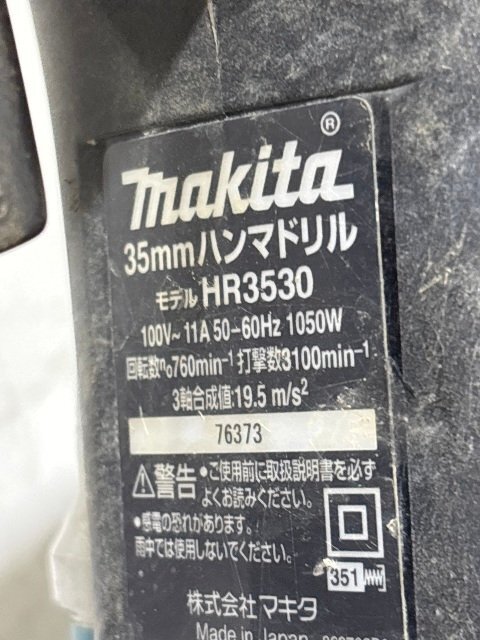 makita®
35mmハンマドリル
モデル HR3530
100V~11A 50-60Hz 1050W
回転数n₀760min⁻¹ 打撃数3100min⁻¹
3軸合成値:19.5 m/s²
76373
警告 •ご使用前に取扱説明書を必ず
よくお読みください。
•感電の恐れがあります。
雨中では使用しないでください。
351
株式会社マキタ
Made in Japan